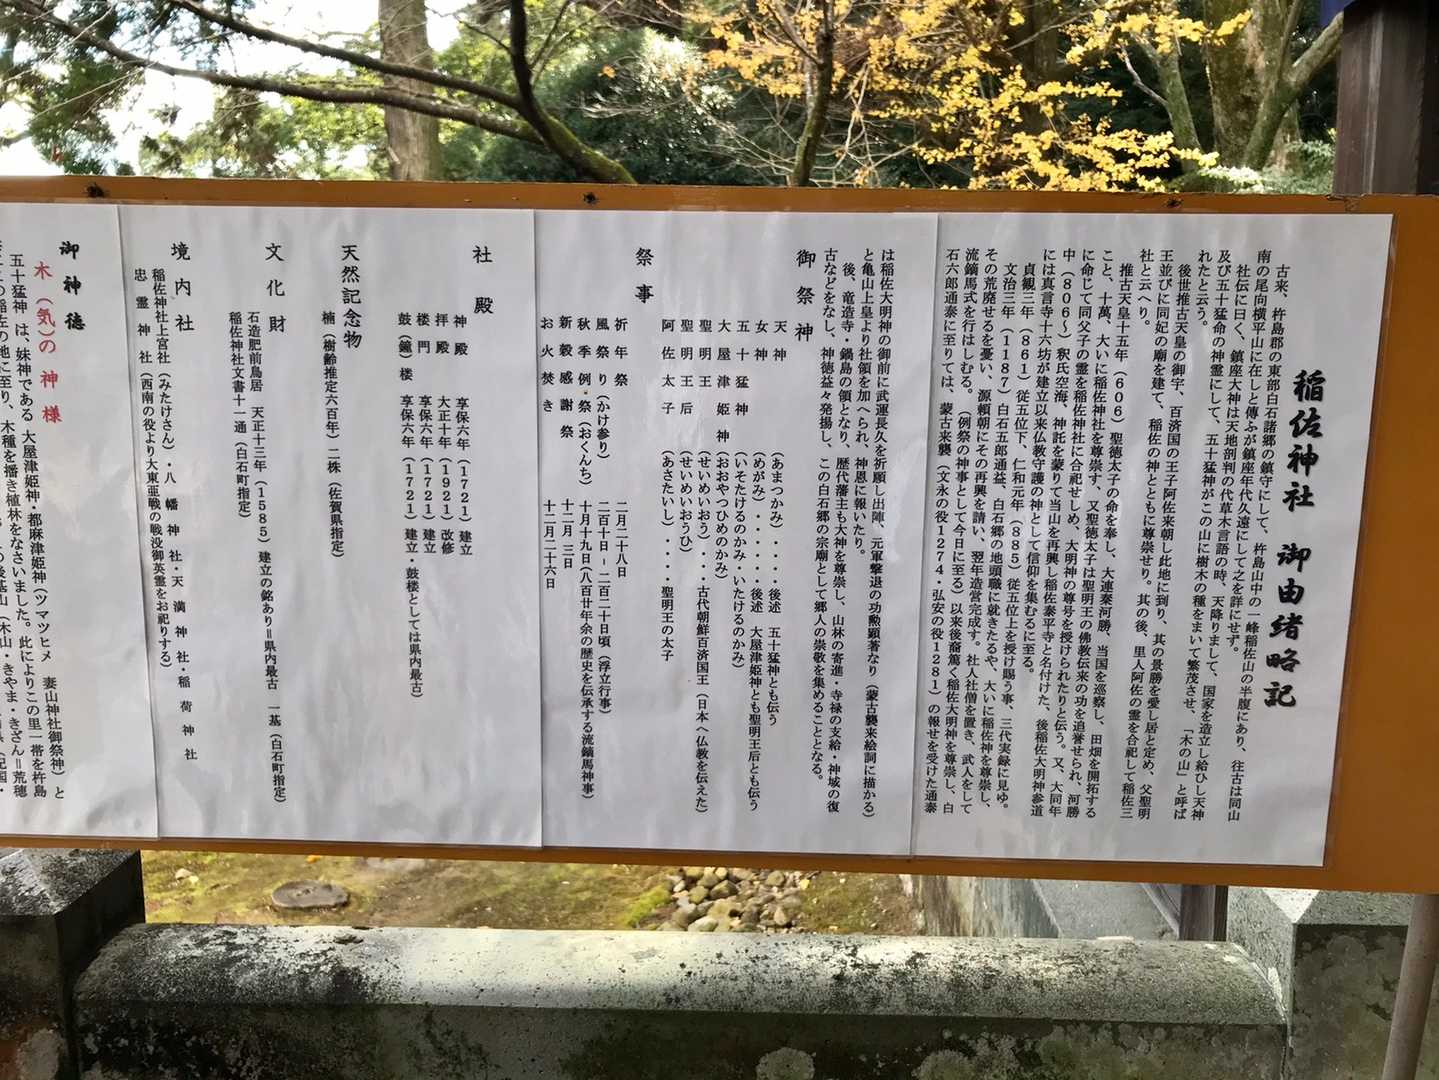 稲佐神社　御由緒略記
古来、杵島郡の東部白石諸郷の鎮守にして、杵島山中の一峰稲佐山の半腹にあり、往古は同山
南の尾向横平山に在しと傳ふが鎮座年代久遠にして之を詳にせず。
社伝に曰く、鎮座大神は天地剖判の代草木言語の時、天降りまして、国家を造立し給ひし天神
及び五十猛命の神霊にして、五十猛神がこの山に樹木の種をまいて繁茂させ、「木の山」と呼ば
れたと云う。
後世推古天皇の御宇、百済国の王子阿佐来朝し此地に到り、其の景勝を愛し居と定め、父聖明
王並びに同妃の廟を建て、稲佐の神とともに尊崇せり。其の後、里人阿佐の霊を合祀して稲佐三
社と云へり。
推古天皇十五年（606）聖徳太子の命を奉し、大連秦河勝、当国を巡察し、田畑を開拓する
こと、十萬、大いに稲佐神社を尊崇す、又聖徳太子は聖明王の佛教伝来の功を追誉せられ、河勝
に命じて同父子の霊を稲佐神社に合祀せしめ、大明神の尊号を授けられたりと伝う。又、大同年
中（806～）釈氏空海、神託を蒙りて当山を再興し稲佐泰平寺と名付けた、後稲佐大明神参道
には真言寺十六坊が建立以来仏教守護の神として信仰を集むるに至る。
貞観三年（861）従五位下、仁和元年（885）従五位上を授け賜う事、三代実録に見ゆ。
文治三年（1187）白石五郎通益、白石郷の地頭職に就きたるや、大いに稲佐神を尊崇し、
その荒廃せるを憂い、源頼朝にその再興を請い、翌年造営完成す。社人社僧を置き、武人をして
流鏑馬式を行はしむる。（例祭の神事として今日に至る）以来後裔篤く稲佐大明神を尊崇し、白
石六郎通泰に至りては、蒙古来襲（文永の役1274・弘安の役1281）の報せを受けた通泰
は稲佐大明神の御前に武運長久を祈願し出陣、元軍撃退の功勲顕著なり（蒙古襲来絵詞に描かる）
と亀山上皇より社領を加へられ、神恩に報いたり。
後、竜造寺・鍋島の領となり、歴代藩主も大神を尊崇し、山林の寄進・寺禄の支給・神域の復
古などをなし、神徳益々発揚し、この白石郷の宗廟として郷人の崇敬を集めることとなる。
御祭神
天神　（あまつかみ）・・・・後述　五十猛神とも伝う
女神　（めがみ）・・・・・・後述　大屋津姫神とも聖明王后とも伝う
五十猛神　（いそたけるのかみ・いたけるのかみ）
大屋津姫神　（おおやつひめのかみ）
聖明王　（せいめいおう）・・・・古代朝鮮百済国王（日本へ仏教を伝えた）
聖明王后　（せいめいおうひ）
阿佐太子　（あさたいし）・・・・聖明王の太子
祭事
祈年祭　二月二十八日
風祭り（かけ参り）　二百十日－二百二十日頃（浮立行事）
秋季例祭（おくんち）　十月十九日（八百廿年余の歴史を伝承する流鏑馬神事）
新穀感謝祭　十二月三日
お火焚き　十二月二十六日
社殿
神殿　享保六年（1721）建立
拝殿　大正十年（1921）改修
楼門　享保六年（1721）建立
鼓（鐘）楼　享保六年（1721）建立・鼓楼としては県内最古）
天然記念物
楠（樹齢推定六百年）二株（佐賀県指定）
文化財
石造肥前鳥居　天正十三年（1585）建立の銘あり＝県内最古　一基（白石町指定）
稲佐神社文書十一通（白石町指定）
境内社
稲佐神社上宮社（みたけさん）・八幡神社・天満神社・稲荷神社
忠霊神社（西南の役より大東亜戦の戦没御英霊をお祀りする）
御神徳
木（気）の神様
五十猛神は、妹神である大屋津姫神・都麻津姫神（ツマツヒメ　妻山神社御祭神）と
の地に至り、木種を播き植林をなさいました。此によりこの里一帯を杵島